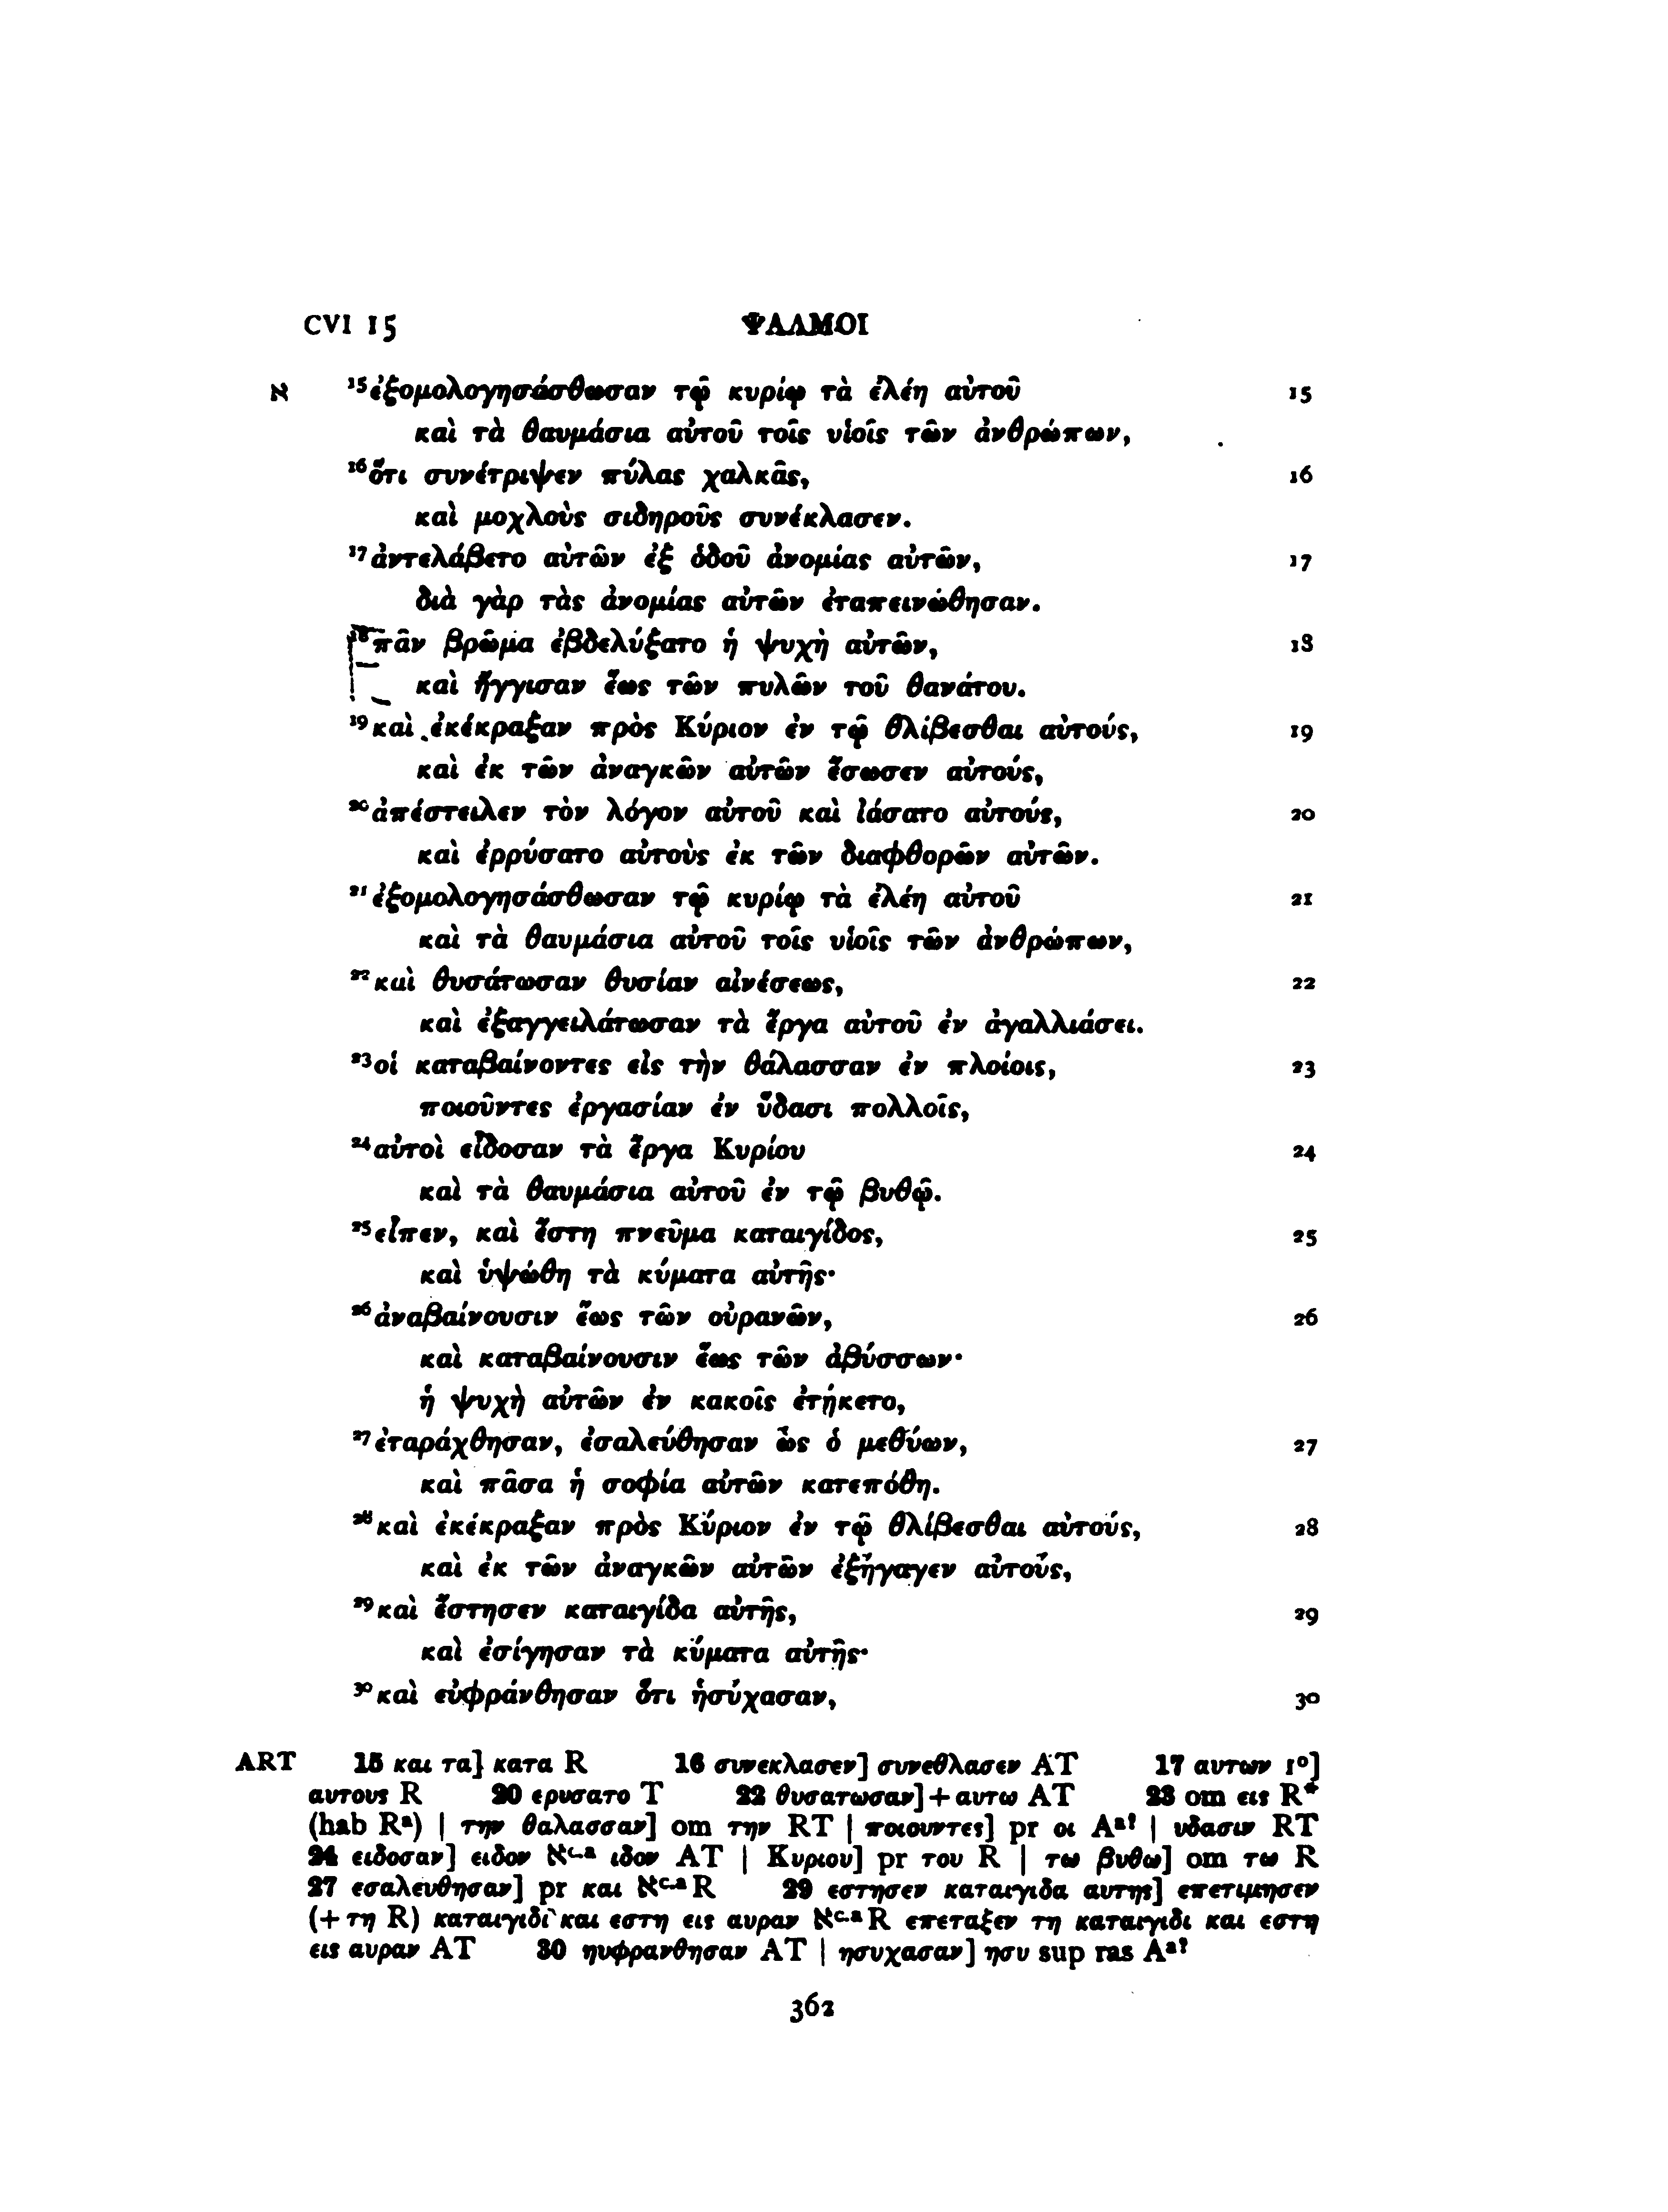 CVI 15 ΨΑΛΜΟΙ
א ¹⁵ἐξομολογησάσθωσαν τῷ κυρίῳ τὰ ἐλέη αὐτοῦ 15
καὶ τὰ θαυμάσια αὐτοῦ τοῖς υἱοῖς τῶν ἀνθρώπων,
¹⁶ὅτι συνέτριψεν πύλας χαλκᾶς, 16
καὶ μοχλοὺς σιδηροῦς συνέκλασεν.
¹⁷ἀντελάβετο αὐτῶν ἐξ ὁδοῦ ἀνομίας αὐτῶν, 17
διὰ γὰρ τὰς ἀνομίας αὐτῶν ἐταπεινώθησαν.
¹⁸πᾶν βρῶμα ἐβδελύξατο ἡ ψυχὴ αὐτῶν, 18
καὶ ἤγγισαν ἕως τῶν πυλῶν τοῦ θανάτου.
¹⁹καὶ ἐκέκραξαν πρὸς Κύριον ἐν τῷ θλίβεσθαι αὐτούς, 19
καὶ ἐκ τῶν ἀναγκῶν αὐτῶν ἔσωσεν αὐτούς,
²⁰ἀπέστειλεν τὸν λόγον αὐτοῦ καὶ ἰάσατο αὐτούς, 20
καὶ ἐρρύσατο αὐτοὺς ἐκ τῶν διαφθορῶν αὐτῶν.
²¹ἐξομολογησάσθωσαν τῷ κυρίῳ τὰ ἐλέη αὐτοῦ 21
καὶ τὰ θαυμάσια αὐτοῦ τοῖς υἱοῖς τῶν ἀνθρώπων,
²²καὶ θυσάτωσαν θυσίαν αἰνέσεως, 22
καὶ ἐξαγγειλάτωσαν τὰ ἔργα αὐτοῦ ἐν ἀγαλλιάσει.
²³οἱ καταβαίνοντες εἰς τὴν θάλασσαν ἐν πλοίοις, 23
ποιοῦντες ἐργασίαν ἐν ὕδασι πολλοῖς,
²⁴αὐτοὶ εἴδοσαν τὰ ἔργα Κυρίου 24
καὶ τὰ θαυμάσια αὐτοῦ ἐν τῷ βυθῷ.
²⁵εἶπεν, καὶ ἔστη πνεῦμα καταιγίδος, 25
καὶ ὑψώθη τὰ κύματα αὐτῆς·
²⁶ἀναβαίνουσιν ἕως τῶν οὐρανῶν, 26
καὶ καταβαίνουσιν ἕως τῶν ἀβύσσων·
ἡ ψυχὴ αὐτῶν ἐν κακοῖς ἐτήκετο,
²⁷ἐταράχθησαν, ἐσαλεύθησαν ὡς ὁ μεθύων, 27
καὶ πᾶσα ἡ σοφία αὐτῶν κατεπόθη.
²⁸καὶ ἐκέκραξαν πρὸς Κύριον ἐν τῷ θλίβεσθαι αὐτούς, 28
καὶ ἐκ τῶν ἀναγκῶν αὐτῶν ἐξήγαγεν αὐτούς,
²⁹καὶ ἔστησεν καταιγίδα αὐτῆς, 29
καὶ ἐσίγησαν τὰ κύματα αὐτῆς·
³⁰καὶ εὐφράνθησαν ὅτι ἡσύχασαν, 30
ART 15 και τα] κατα R 16 συνεκλασεν] συνεθλασεν AT 17 αυτων 1º]
αυτους R 20 ερυσατο T 22 θυσατωσαν]+αυτω AT 23 om εις R*
(hab Rᵃ) | την θαλασσαν] om την RT | ποιουντες] pr οι Aᵃ? | υδασιν RT
24 ειδοσαν] ειδον אᶜ·ᵃ ιδον AT | Κυριου] pr του R | τω βυθω] om τω R
27 εσαλευθησαν] pr και אᶜ·ᵃ R 29 εστησεν καταιγιδα αυτης] επετιμησεν
(+τη R) καταιγιδι και εστη εις αυραν אᶜ·ᵃ R επεταξεν τη καταιγιδι και εστη
εις αυραν AT 30 ηυφρανθησαν AT | ησυχασαν] ησυ sup ras Aᵃ?
362